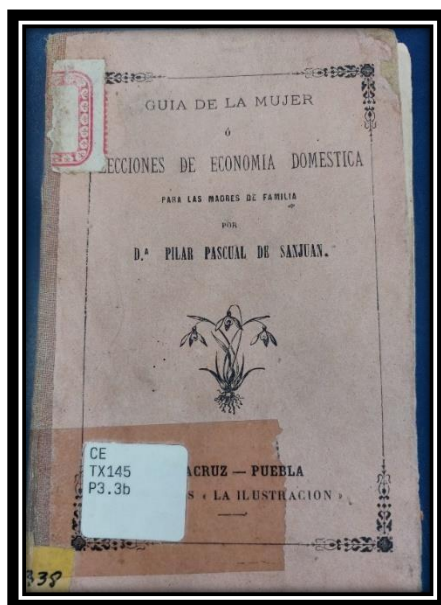 GUIA DE LA MUJER
Ó
LECCIONES DE ECONOMIA DOMESTICA
PARA LAS MADRES DE FAMILIA
POR
D.ª PILAR PASCUAL DE SANJUAN.
ACRUZ — PUEBLA
S « LA ILUSTRACION »
CE
TX145
P3.3b
338